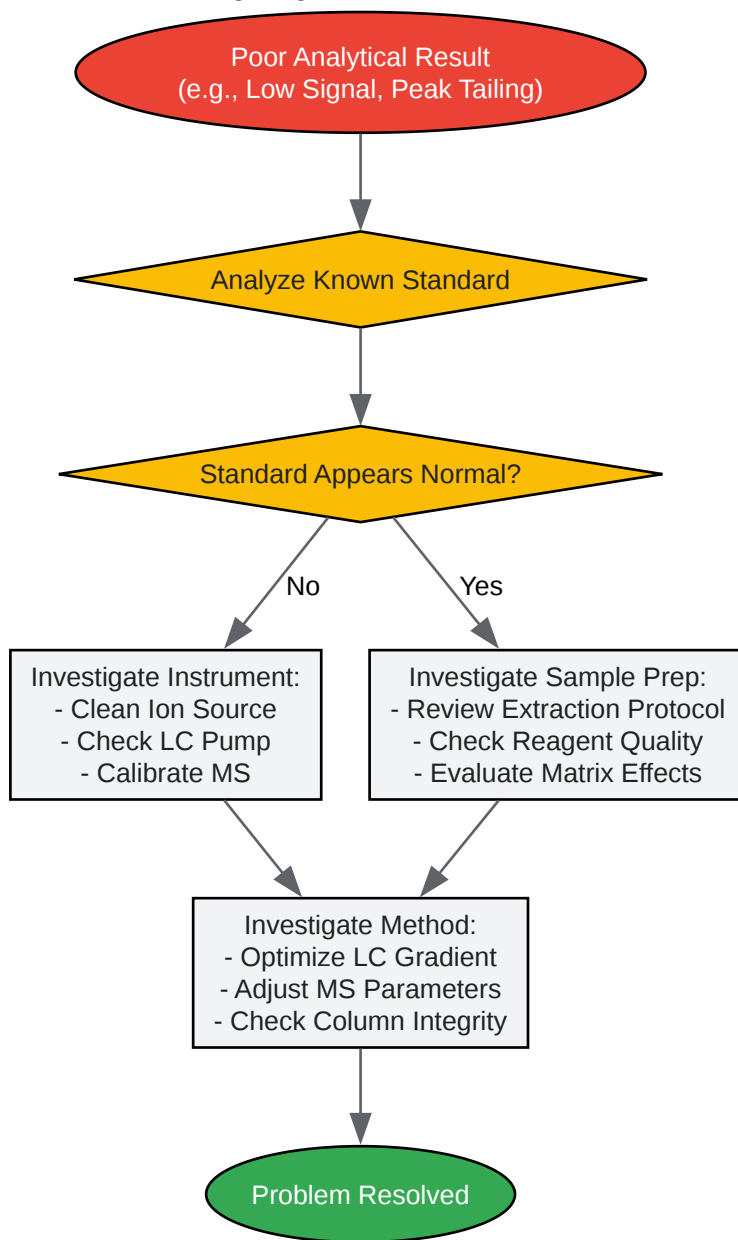 Poor Analytical Result
(e.g., Low Signal, Peak Tailing)
Analyze Known Standard
Standard Appears Normal?
No
Yes
Investigate Instrument:
- Clean Ion Source
- Check LC Pump
- Calibrate MS
Investigate Sample Prep:
- Review Extraction Protocol
- Check Reagent Quality
- Evaluate Matrix Effects
Investigate Method:
- Optimize LC Gradient
- Adjust MS Parameters
- Check Column Integrity
Problem Resolved